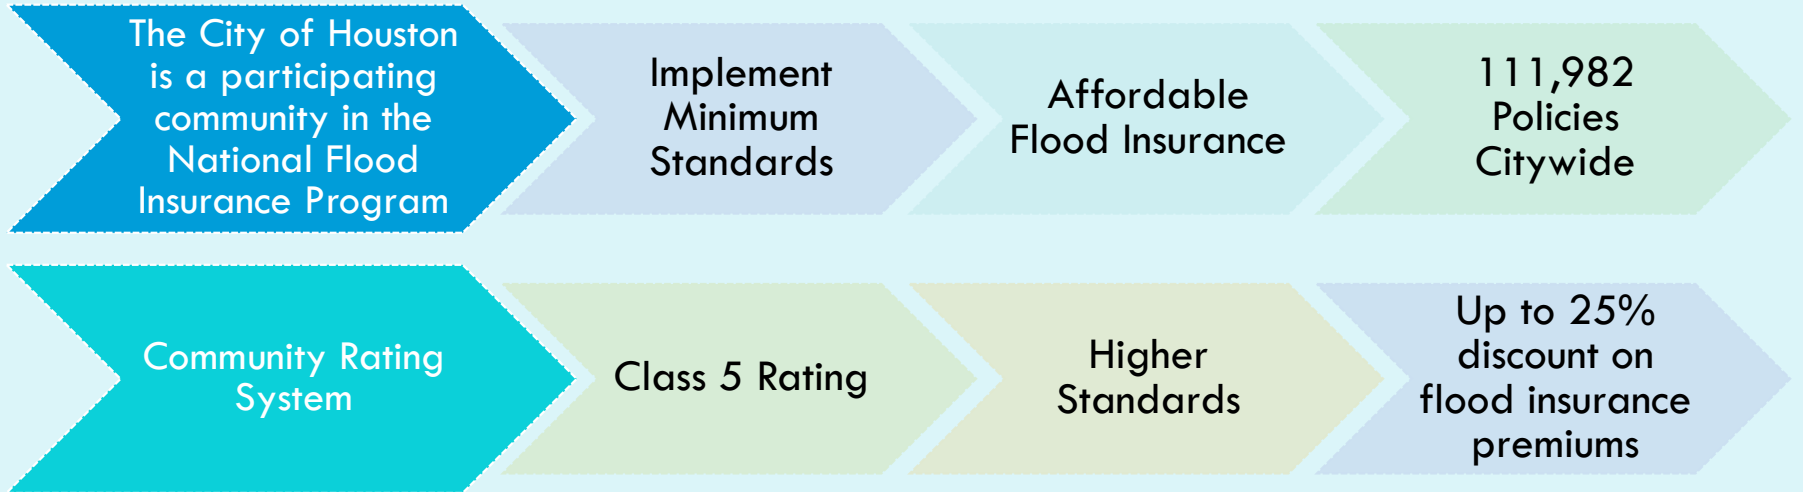 The City of Houston
is a participating
community in the
National Flood
Insurance Program
Implement
Minimum
Standards
Affordable
Flood Insurance
111,982
Policies
Citywide
Community Rating
System
Class 5 Rating
Higher
Standards
Up to 25%
discount on
flood insurance
premiums